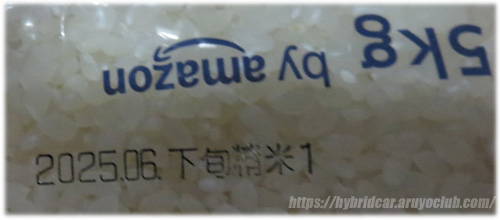 5kg
by amazon
2025.06.下旬精米1
https://hybridcar.aruyoclub.com